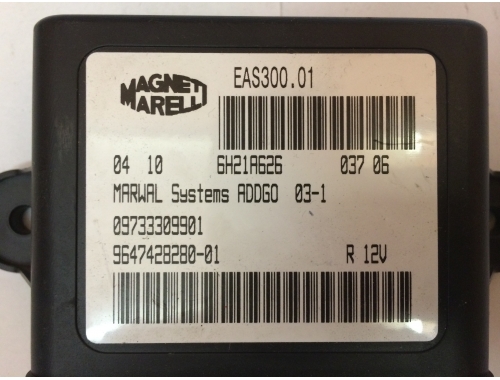 MAGNETI
MARELLI
EAS300.01
04 10 6H21A626 037 06
MARWAL Systems ADDGO 03-1
09733309901
9647428280-01 R 12V